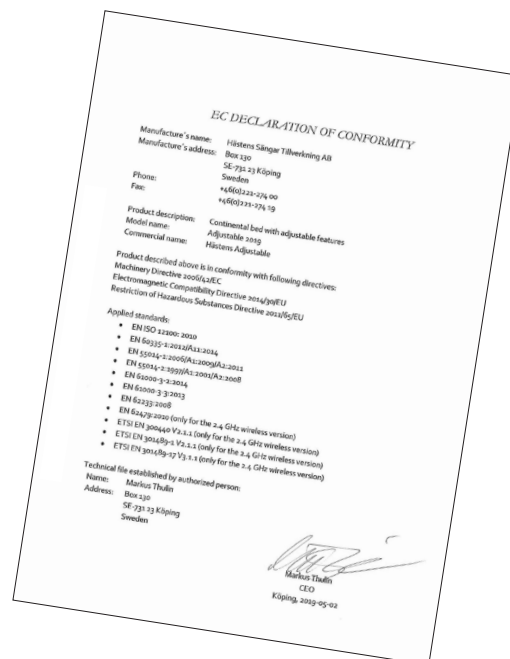 EC DECLARATION OF CONFORMITY
Manufacture´s name: Hästens Sängar Tillverkning AB
Manufacture´s address: Box 130
SE-731 23 Köping
Sweden
Phone: +46(0)221-274 00
Fax: +46(0)221-274 19
Product description: Continental bed with adjustable features
Model name: Adjustable 2019
Commercial name: Hästens Adjustable
Product described above is in conformity with following directives:
Machinery Directive 2006/42/EC
Electromagnetic Compatibility Directive 2014/30/EU
Restriction of Hazardous Substances Directive 2011/65/EU
Applied standards:
• EN ISO 12100: 2010
• EN 60335-1:2012/A11:2014
• EN 55014-1:2006/A1:2009/A2:2011
• EN 55014-2:1997/A1:2001/A2:2008
• EN 61000-3-2:2014
• EN 61000-3-3:2013
• EN 62233:2008
• EN 62479:2010 (only for the 2.4 GHz wireless version)
• ETSI EN 300440 V2.1.1 (only for the 2.4 GHz wireless version)
• ETSI EN 301489-1 V2.1.1 (only for the 2.4 GHz wireless version)
• ETSI EN 301489-17 V3.1.1 (only for the 2.4 GHz wireless version)
Technical file established by authorized person:
Name: Markus Thulin
Address: Box 130
SE-731 23 Köping
Sweden
Markus Thulin
CEO
Köping, 2019-05-02